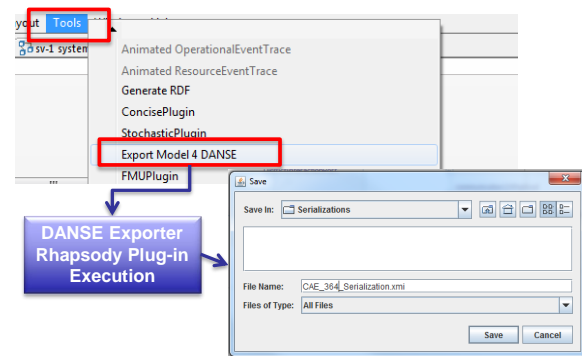 yout Tools
sv-1 system
Animated OperationalEventTrace
Animated ResourceEventTrace
Generate RDF
ConcisePlugin
StochasticPlugin
Export Model 4 DANSE
FMUPlugin
DANSE Exporter
Rhapsody Plug-in
Execution
Save
Save In: Serializations
File Name: CAE_364_Serialization.xmi
Files of Type: All Files
Save Cancel